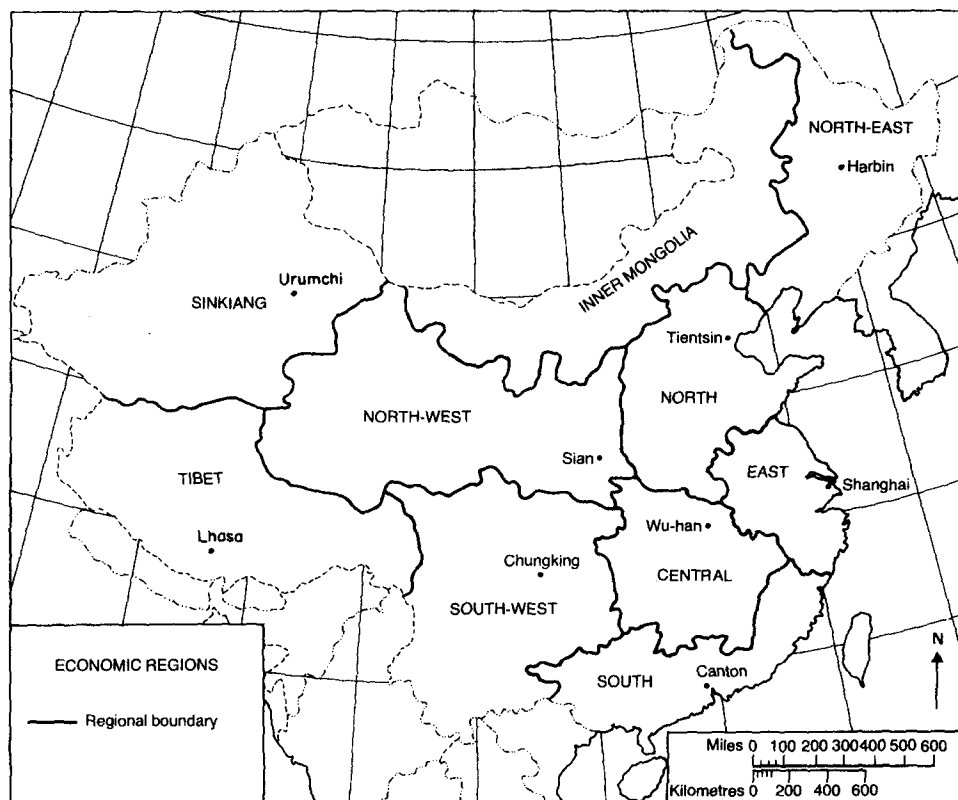 NORTH-EAST
Harbin
INNER MONGOLIA
Urumchi
SINKIANG
Tientsin
NORTH
NORTH-WEST
Sian
EAST
Shanghai
TIBET
Lhasa
Wu-han
Chungking
CENTRAL
SOUTH-WEST
SOUTH
Canton
N
ECONOMIC REGIONS
Regional boundary
Miles 0 100 200 300 400 500 600
Kilometres 0 200 400 600